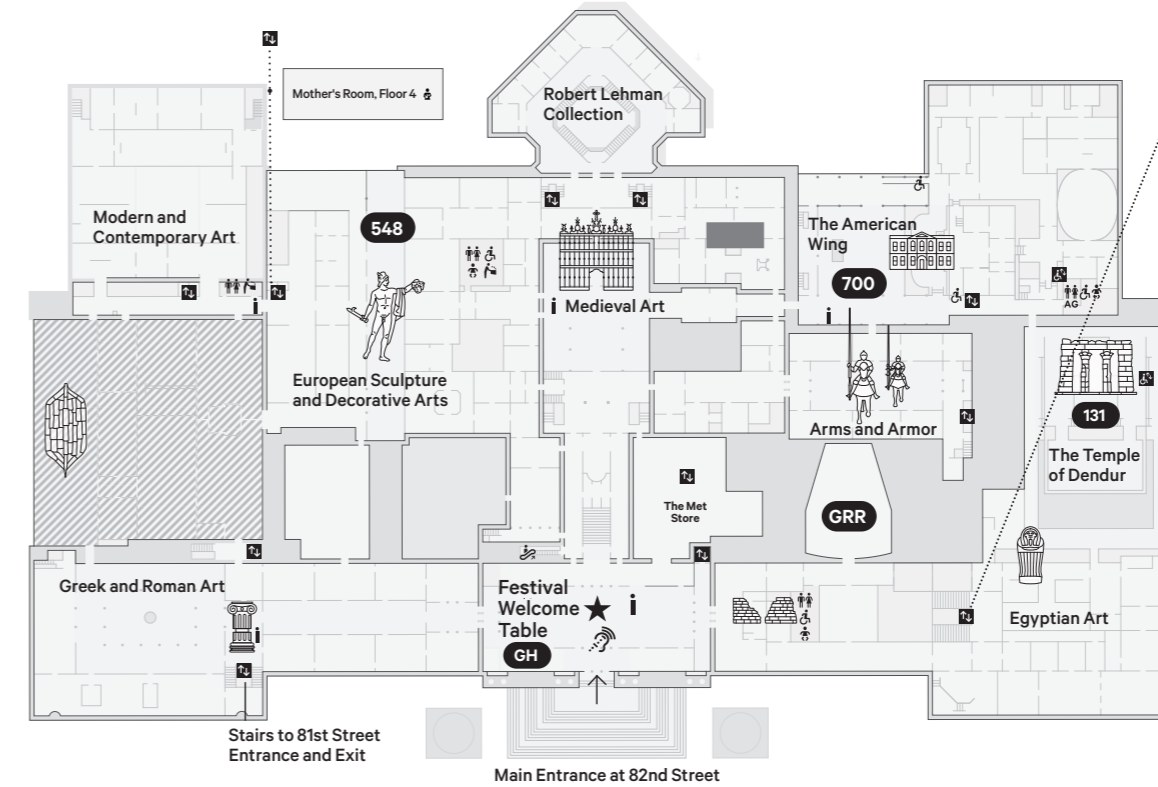 Mother's Room, Floor 4
Robert Lehman
Collection
Modern and
Contemporary Art
548
The American
Wing
700
i
AG
i
Medieval Art
i
European Sculpture
and Decorative Arts
Arms and Armor
131
The Temple
of Dendur
The Met
Store
GRR
Greek and Roman Art
i
Festival
Welcome
Table
i
GH
Egyptian Art
Stairs to 81st Street
Entrance and Exit
Main Entrance at 82nd Street